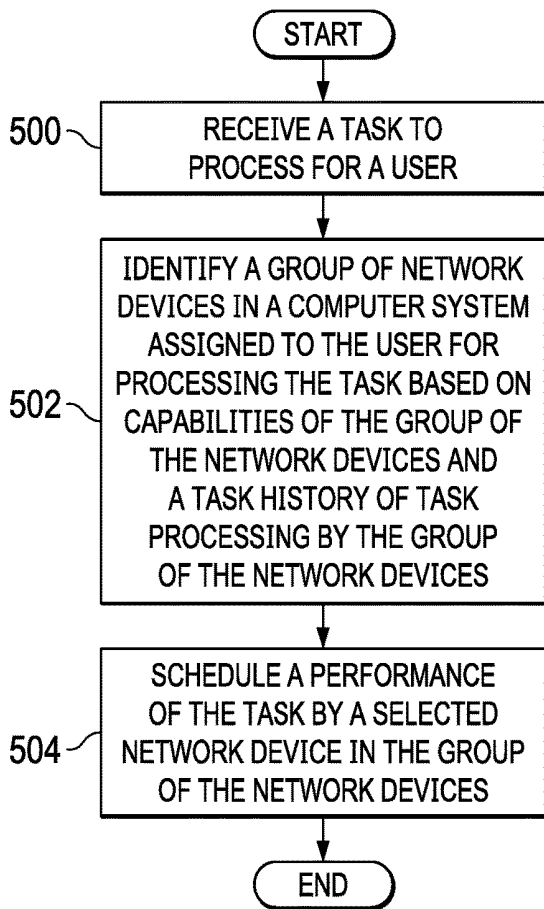 START
500
RECEIVE A TASK TO
PROCESS FOR A USER
502
IDENTIFY A GROUP OF NETWORK
DEVICES IN A COMPUTER SYSTEM
ASSIGNED TO THE USER FOR
PROCESSING THE TASK BASED ON
CAPABILITIES OF THE GROUP OF
THE NETWORK DEVICES AND
A TASK HISTORY OF TASK
PROCESSING BY THE GROUP
OF THE NETWORK DEVICES
504
SCHEDULE A PERFORMANCE
OF THE TASK BY A SELECTED
NETWORK DEVICE IN THE GROUP
OF THE NETWORK DEVICES
END